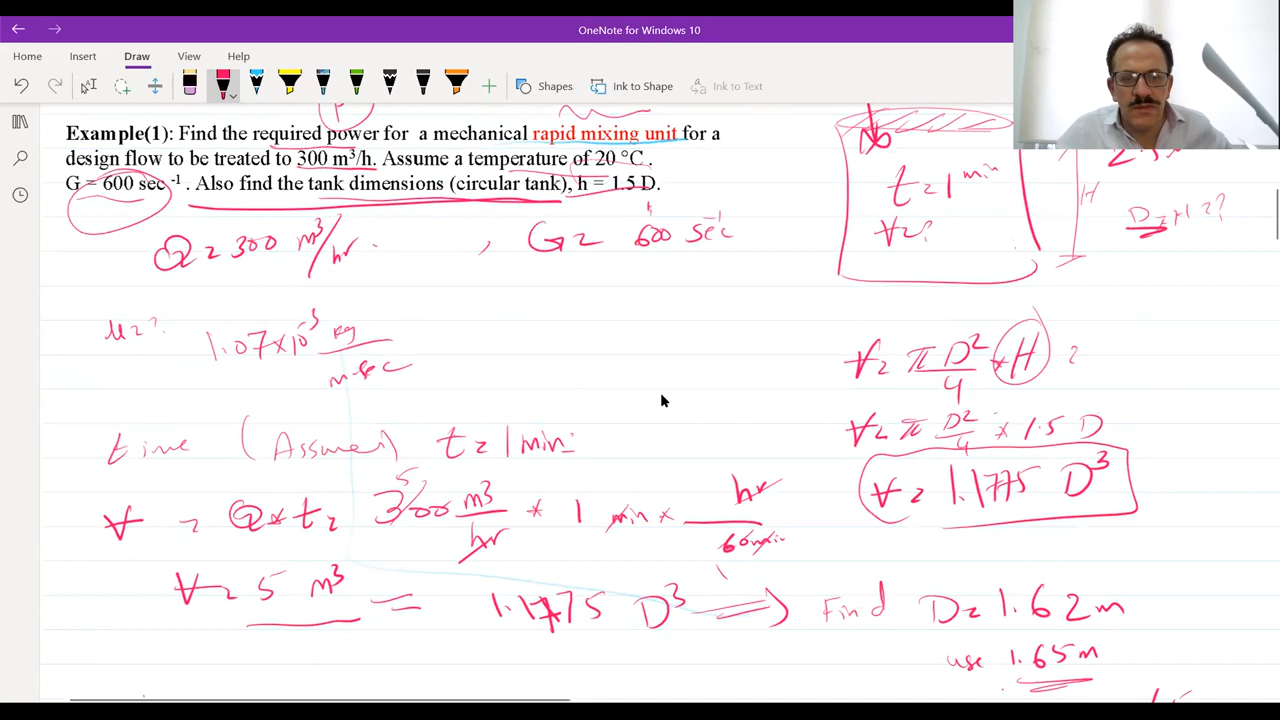 OneNote for Windows 10
Home Insert Draw View Help
Shapes Ink to Shape Ink to Text
Example(1): Find the required power for a mechanical rapid mixing unit for a
design flow to be treated to 300 m³/h. Assume a temperature of 20 °C .
G = 600 sec ⁻¹ . Also find the tank dimensions (circular tank), h = 1.5 D.
Q = 300 m³/hr , G = 600 sec⁻¹
t = 1 min
∀ = ?
H
D, H = ?
μ = ? 1.07×10⁻³ kg/m·sec
∀ = π D²/4 * H
∀ = π D²/4 × 1.5 D
∀ = 1.1775 D³
time (Assume) t = 1 min
∀ = Q * t = 300 m³/hr * 1 min × hr/60 min
5
∀ = 5 m³ = 1.1775 D³ ⟹ Find D = 1.62 m
use 1.65 m